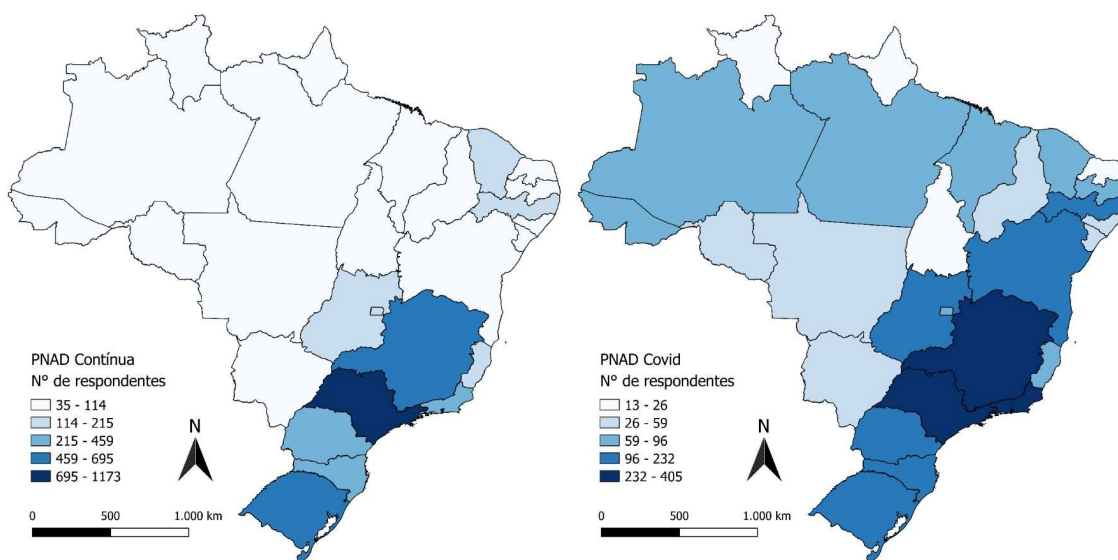 PNAD Contínua
N° de respondentes
35 - 114
114 - 215
215 - 459
459 - 695
695 - 1173
N
0 500 1.000 km
PNAD Covid
N° de respondentes
13 - 26
26 - 59
59 - 96
96 - 232
232 - 405
N
0 500 1.000 km